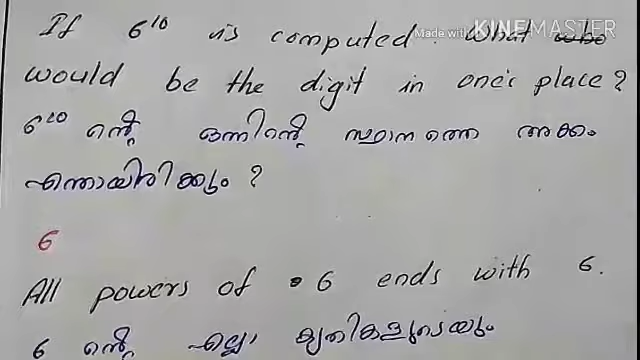 If 6¹⁰ is computed. What
Made with KINEMASTER
would be the digit in one's place?
6¹⁰ ന്റെ ഒന്നിന്റെ സ്ഥാനത്തെ അക്കം
എന്തായിരിക്കും?
6
All powers of 6 ends with 6.
6 ന്റെ എല്ലാ കൃതികളുടെയും